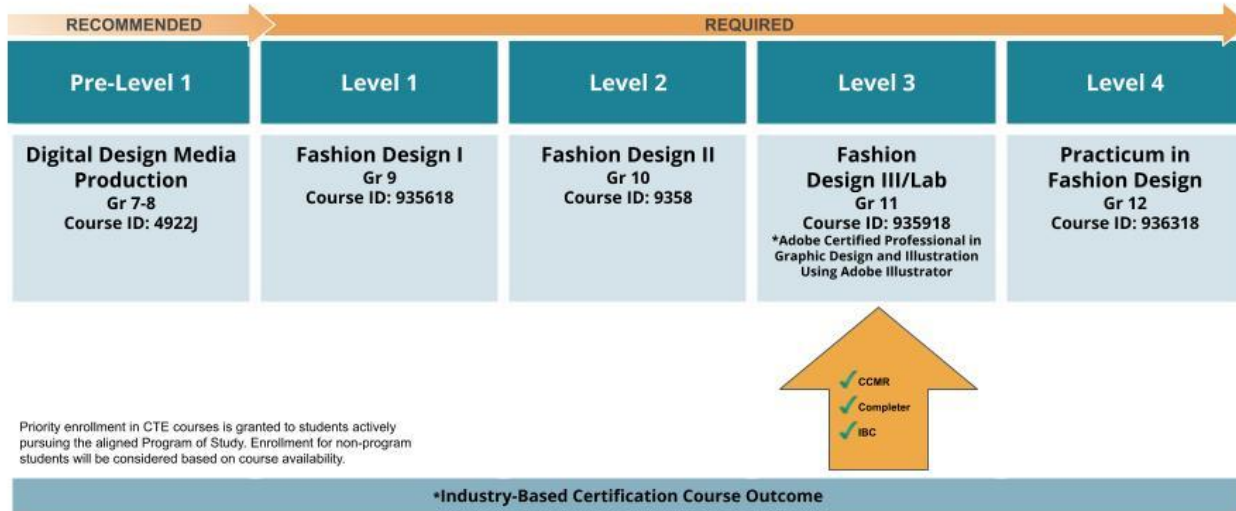 RECOMMENDED
REQUIRED
Pre-Level 1
Level 1
Level 2
Level 3
Level 4
Digital Design Media
Production
Gr 7-8
Course ID: 4922J
Fashion Design I
Gr 9
Course ID: 935618
Fashion Design II
Gr 10
Course ID: 9358
Fashion
Design III/Lab
Gr 11
Course ID: 935918
*Adobe Certified Professional in
Graphic Design and Illustration
Using Adobe Illustrator
Practicum in
Fashion Design
Gr 12
Course ID: 936318
✓ CCMR
✓ Completer
✓ IBC
Priority enrollment in CTE courses is granted to students actively
pursuing the aligned Program of Study. Enrollment for non-program
students will be considered based on course availability.
*Industry-Based Certification Course Outcome